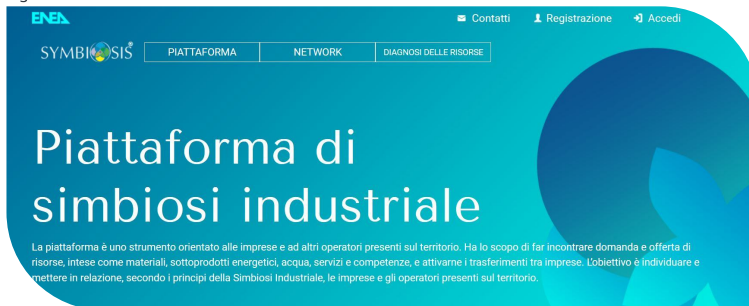 ENEA
Contatti Registrazione Accedi
SYMBIOSIS® PIATTAFORMA NETWORK DIAGNOSI DELLE RISORSE
Piattaforma di
simbiosi industriale
La piattaforma è uno strumento orientato alle imprese e ad altri operatori presenti sul territorio. Ha lo scopo di far incontrare domanda e offerta di
risorse, intese come materiali, sottoprodotti energetici, acqua, servizi e competenze, e attivarne i trasferimenti tra imprese. L'obiettivo è individuare e
mettere in relazione, secondo i principi della Simbiosi Industriale, le imprese e gli operatori presenti sul territorio.